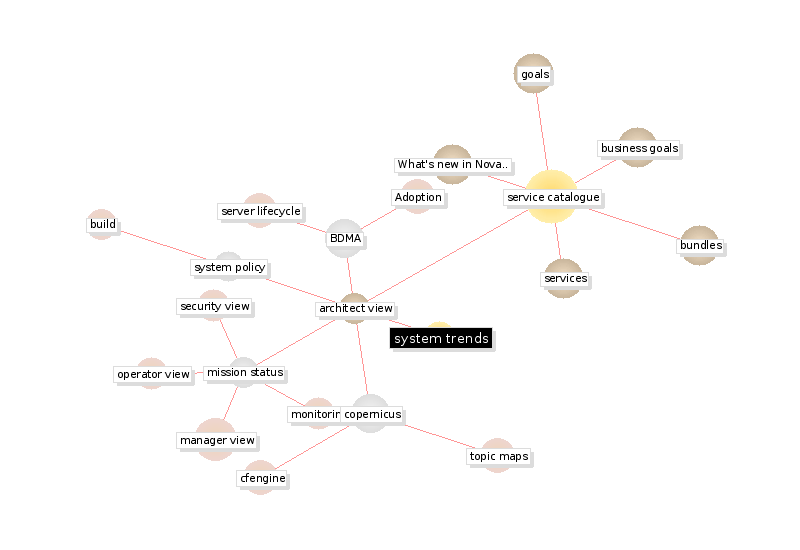 goals
business goals
What's new in Nova..
Adoption
service catalogue
server lifecycle
build
BDMA
bundles
system policy
services
security view
architect view
system trends
operator view
mission status
monitorin
copernicus
manager view
topic maps
cfengine